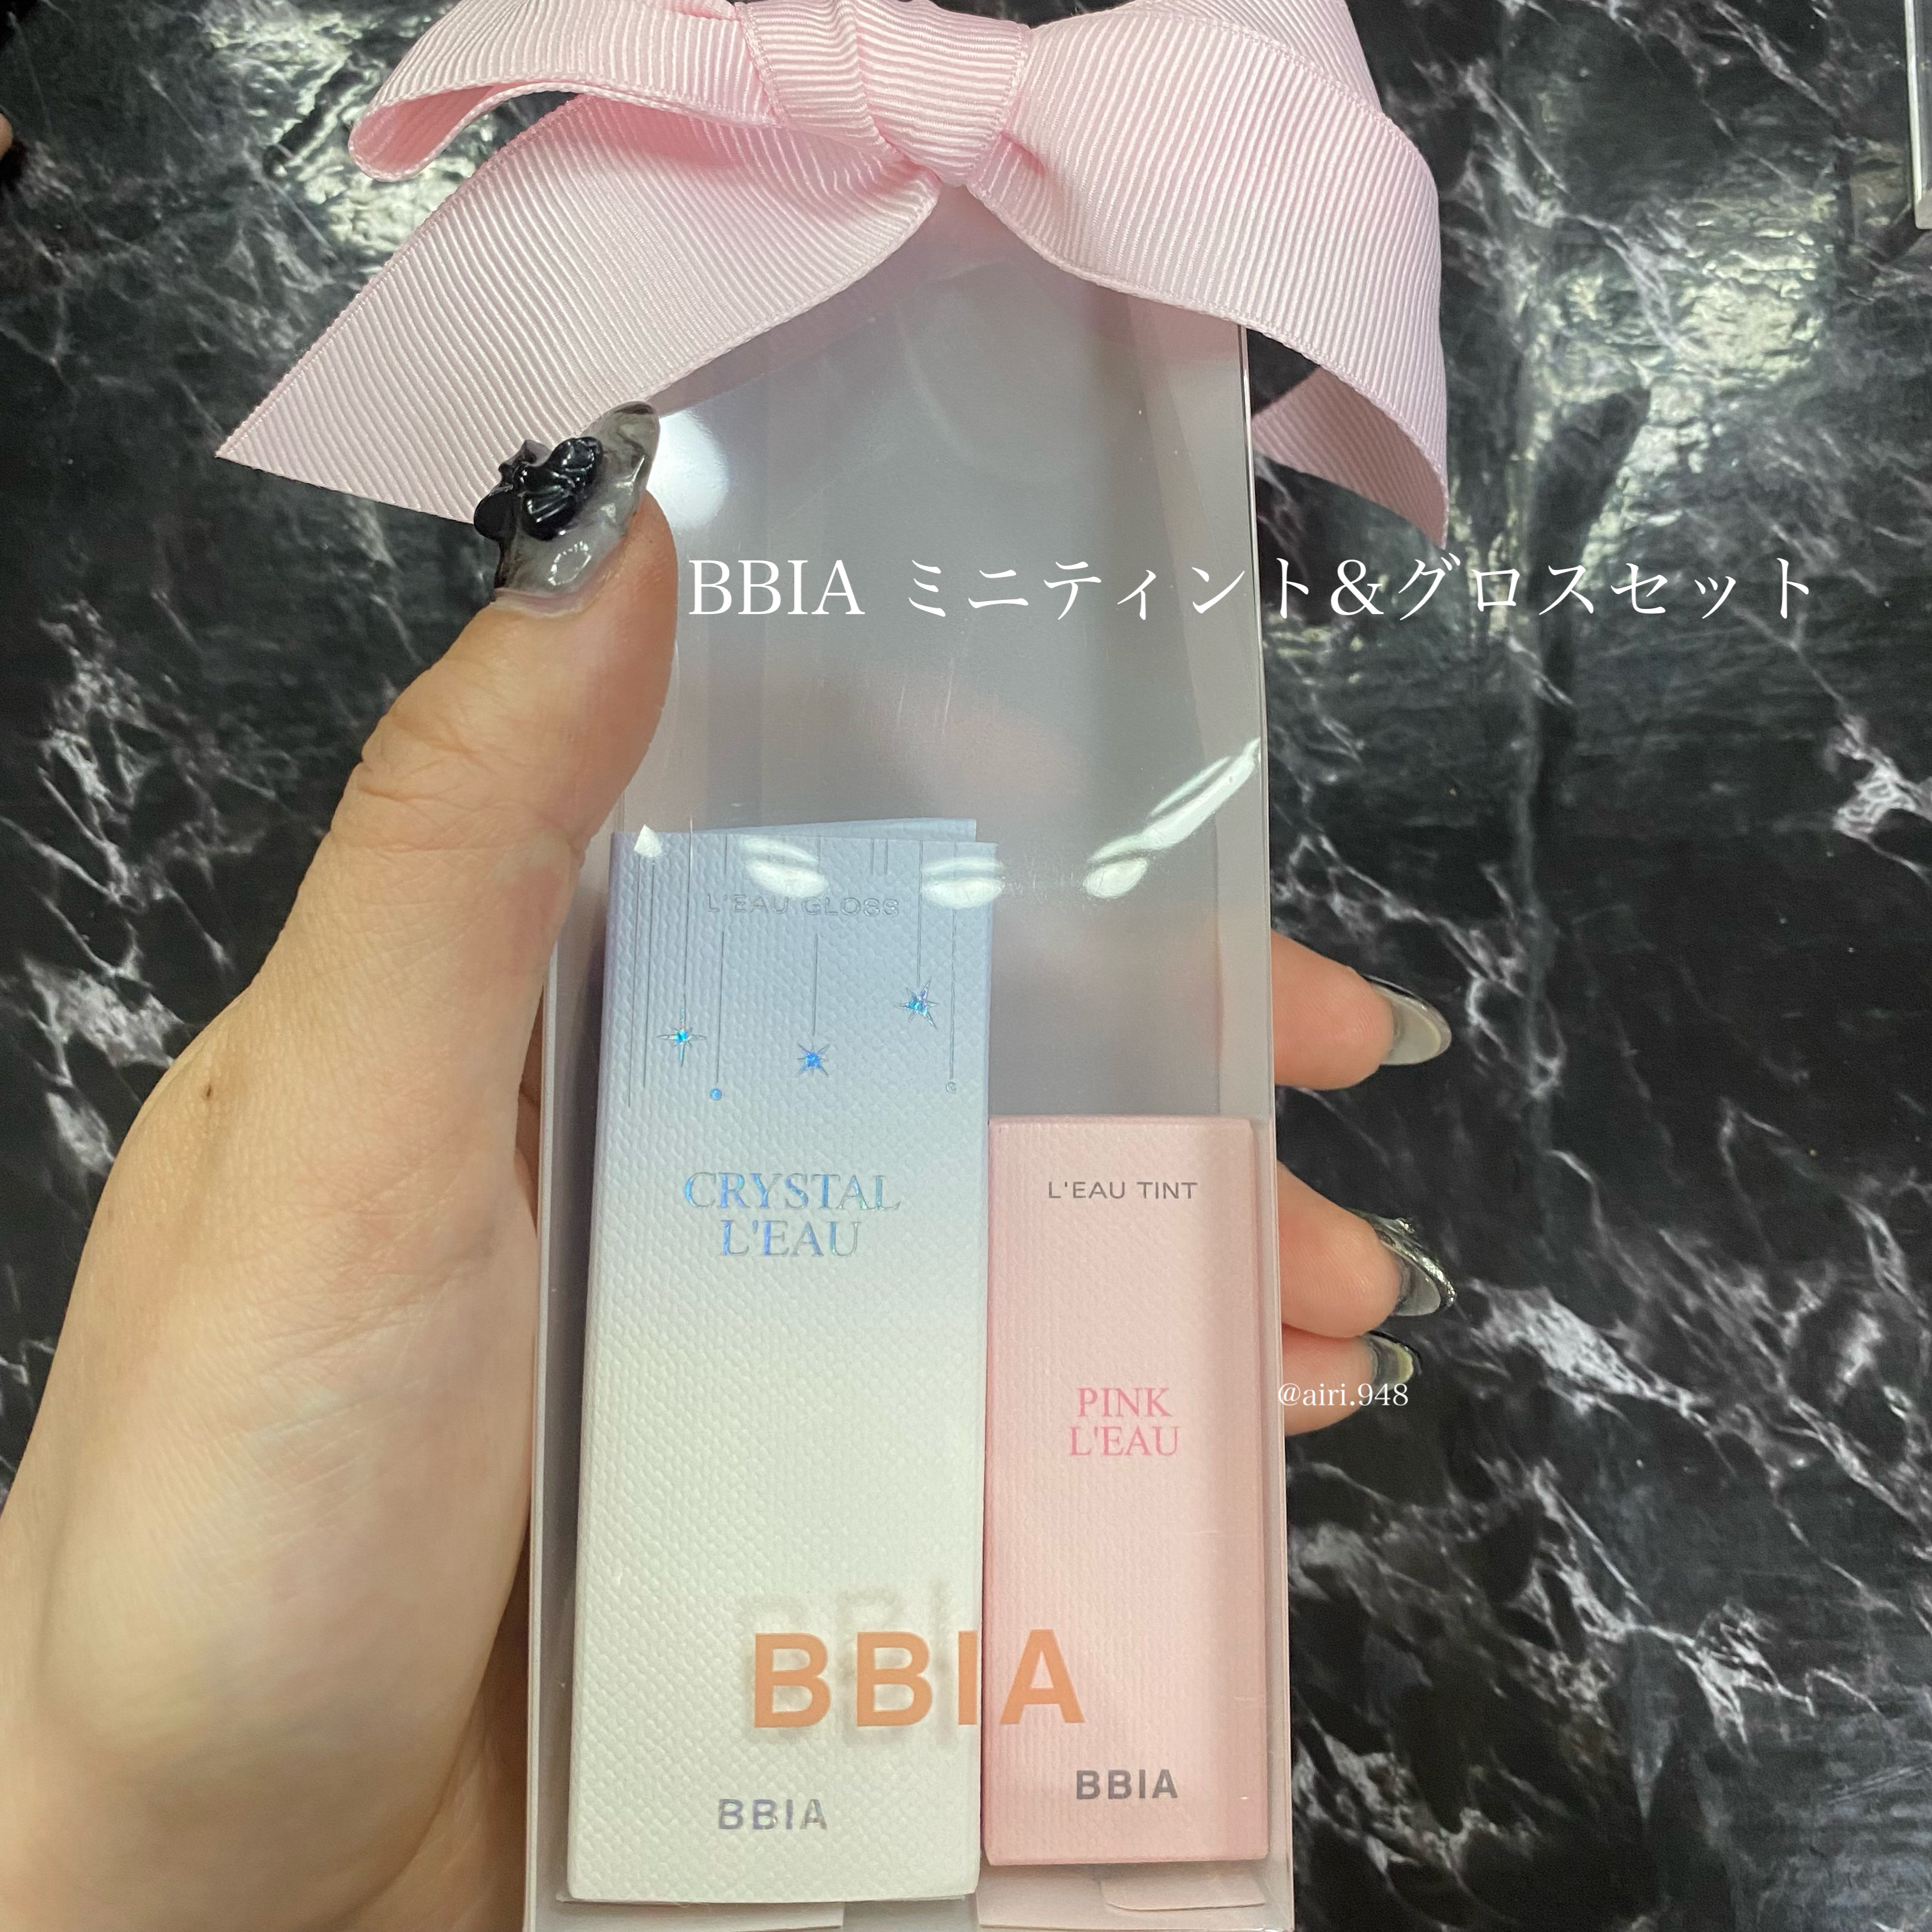 BBIA ミニティント&グロスセット
L'EAU GLOSS
CRYSTAL
L'EAU
L'EAU TINT
PINK
L'EAU
@airi.948
BBIA
BBIA
BBIA